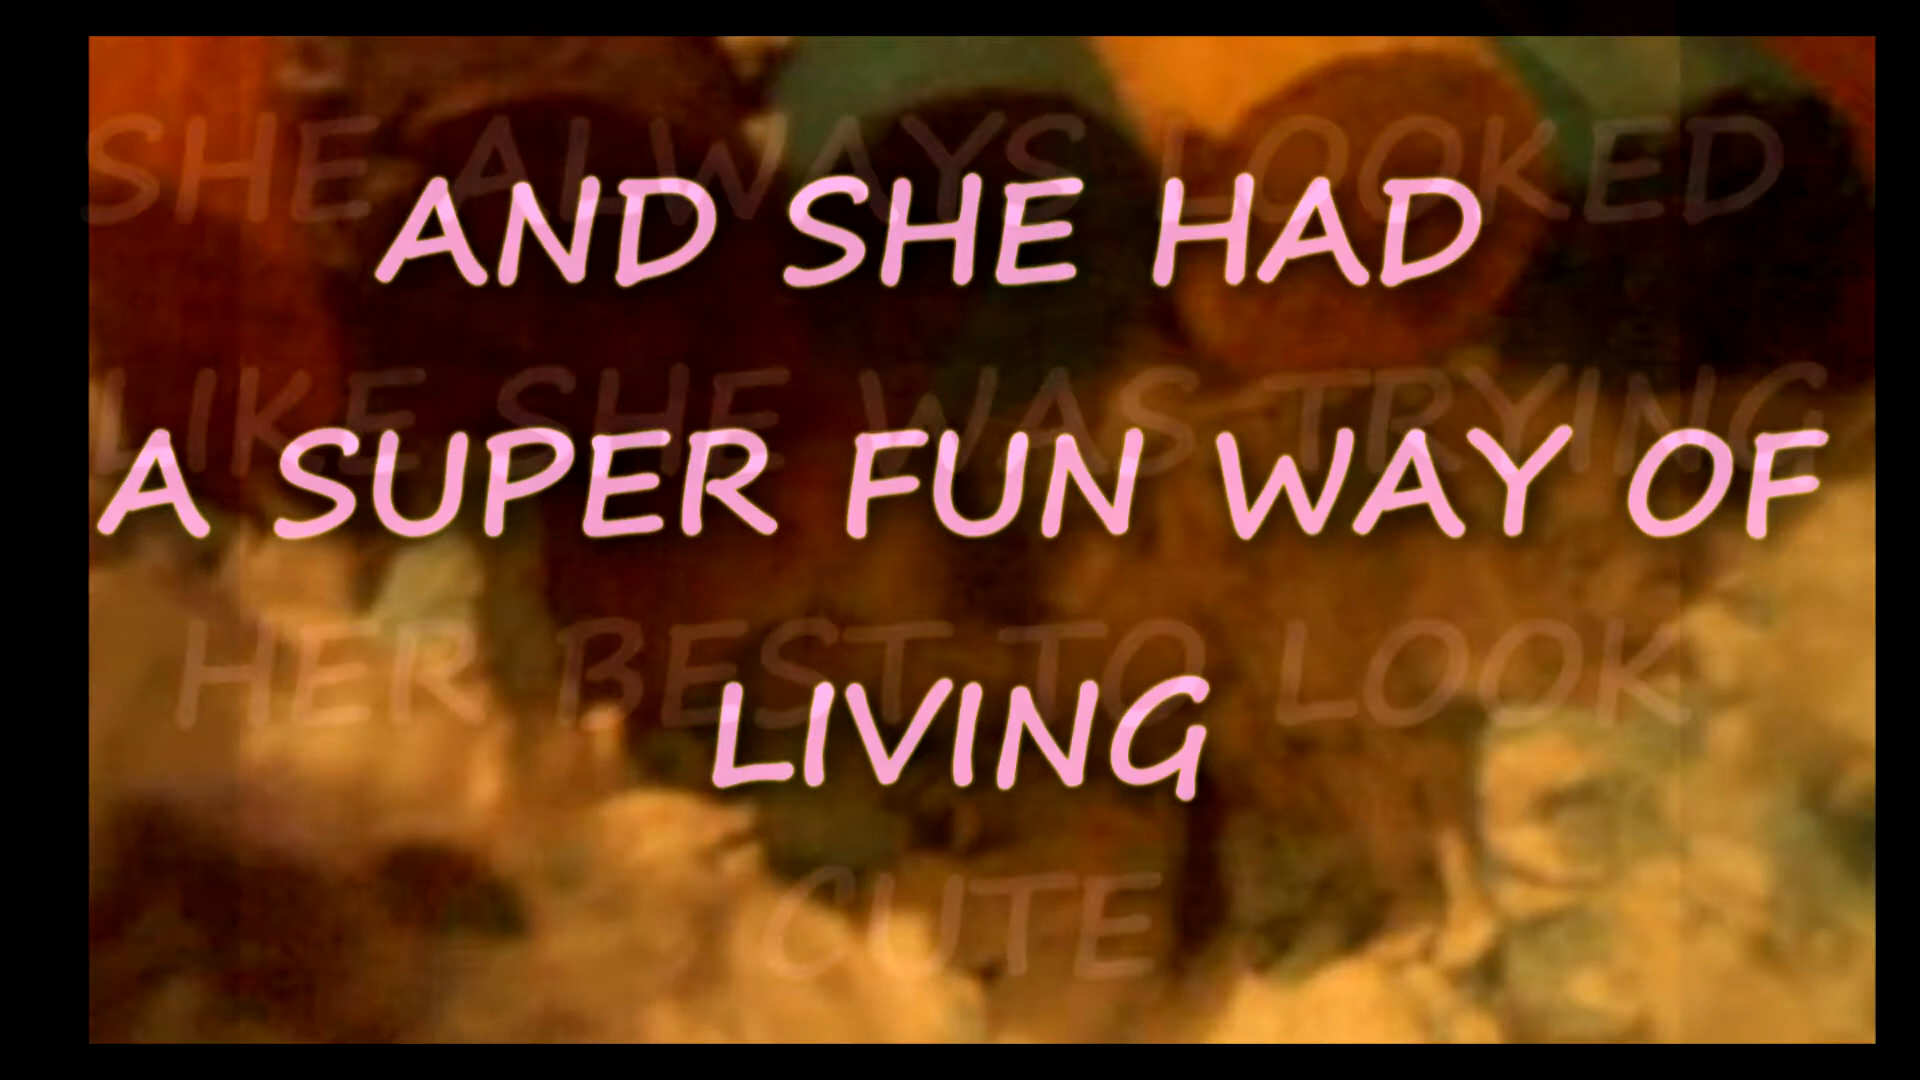 SHE ALWAYS LOOKED
AND SHE HAD
LIKE SHE WAS TRYING
A SUPER FUN WAY OF
HER BEST TO LOOK
LIVING
CUTE